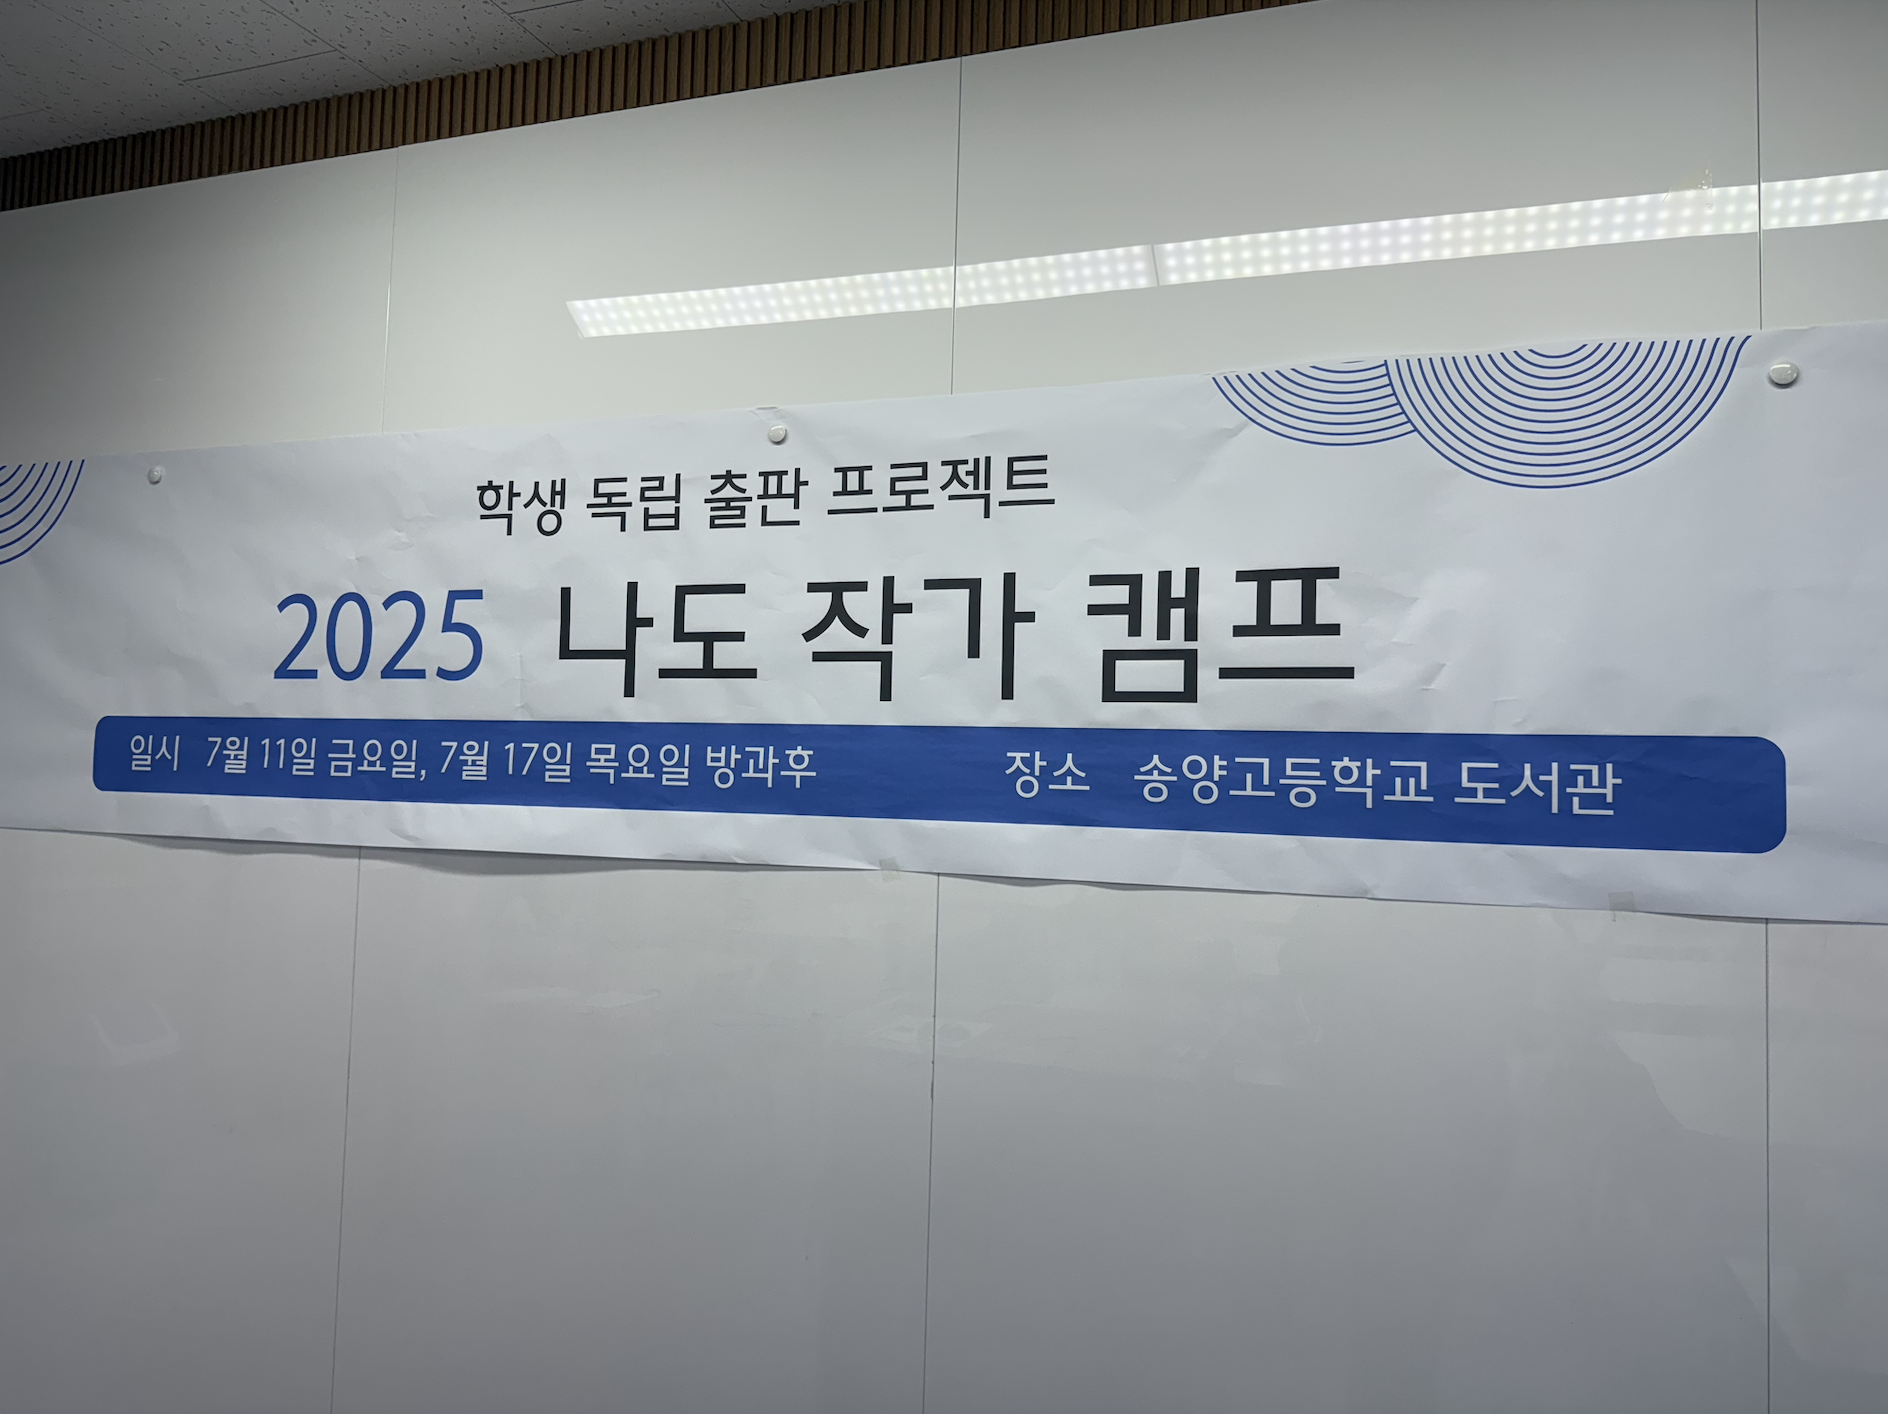 학생 독립 출판 프로젝트
2025 나도 작가 캠프
일시 7월 11일 금요일, 7월 17일 목요일 방과후 장소 송양고등학교 도서관